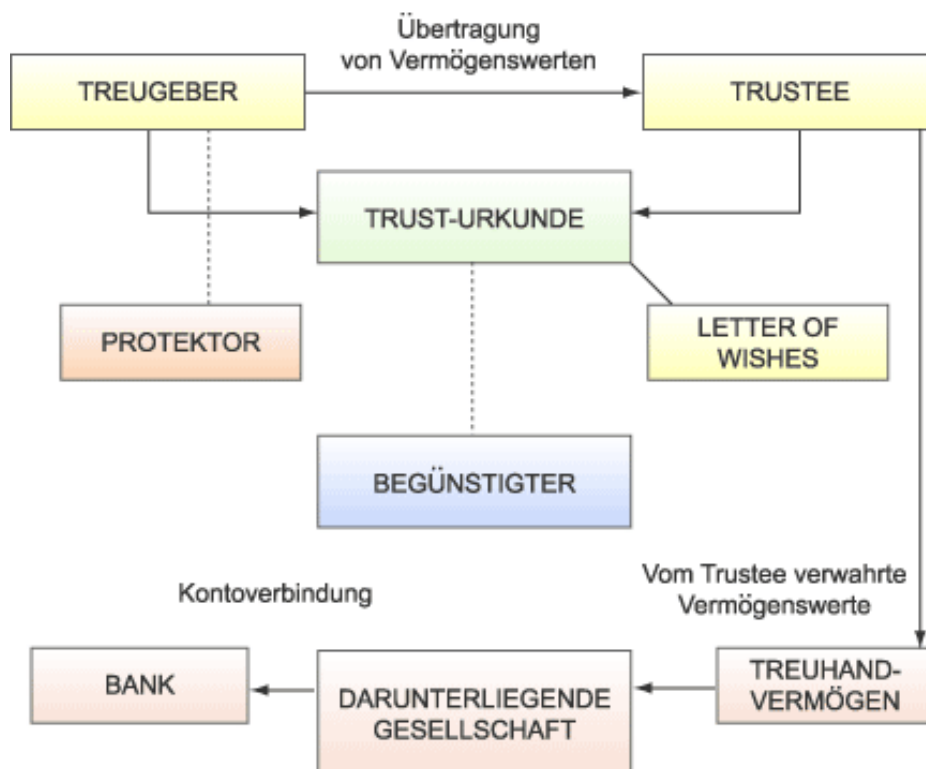 Übertragung
von Vermögenswerten
TREUGEBER
TRUSTEE
TRUST-URKUNDE
PROTEKTOR
LETTER OF
WISHES
BEGÜNSTIGTER
Kontoverbindung
Vom Trustee verwahrte
Vermögenswerte
BANK
DARUNTERLIEGENDE
GESELLSCHAFT
TREUHAND-
VERMÖGEN